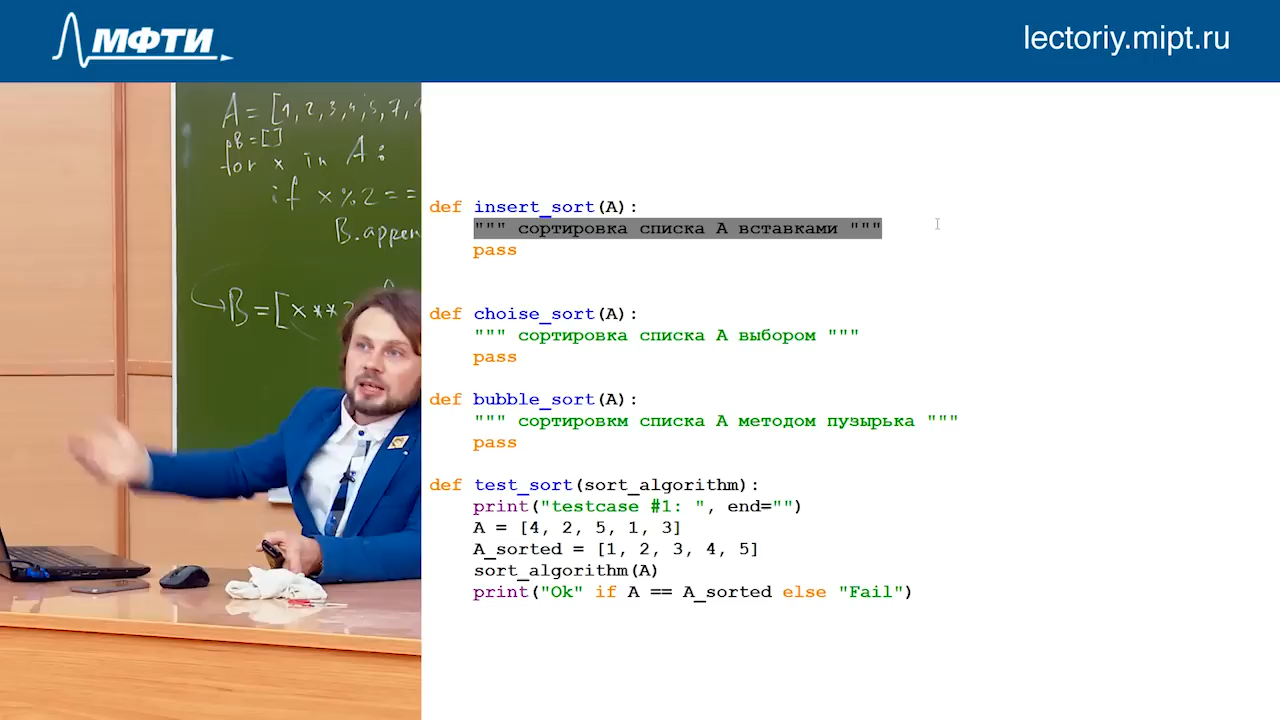 МФТИ
lectoriy.mipt.ru
A = [1, 2, 3, 4, 5, 7,
B=[]
for x in A:
if x%2==
B.appen
B=[x**2
def insert_sort(A):
""" сортировка списка А вставками """
pass
def choise_sort(A):
""" сортировка списка А выбором """
pass
def bubble_sort(A):
""" сортировкм списка А методом пузырька """
pass
def test_sort(sort_algorithm):
print("testcase #1: ", end="")
A = [4, 2, 5, 1, 3]
A_sorted = [1, 2, 3, 4, 5]
sort_algorithm(A)
print("Ok" if A == A_sorted else "Fail")